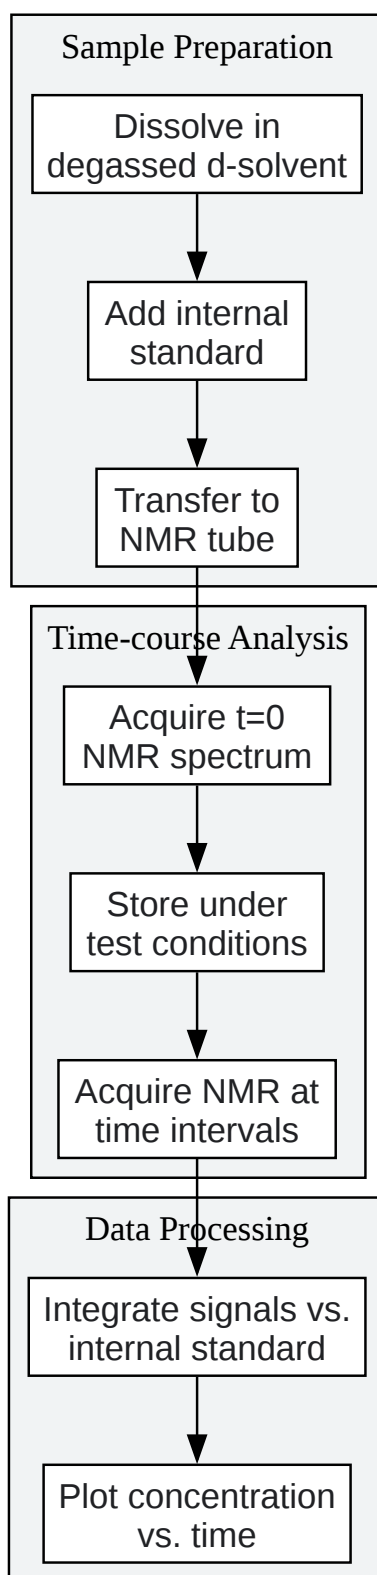 Sample Preparation
Dissolve in
degassed d-solvent
Add internal
standard
Transfer to
NMR tube
Time-course Analysis
Acquire t=0
NMR spectrum
Store under
test conditions
Acquire NMR at
time intervals
Data Processing
Integrate signals vs.
internal standard
Plot concentration
vs. time